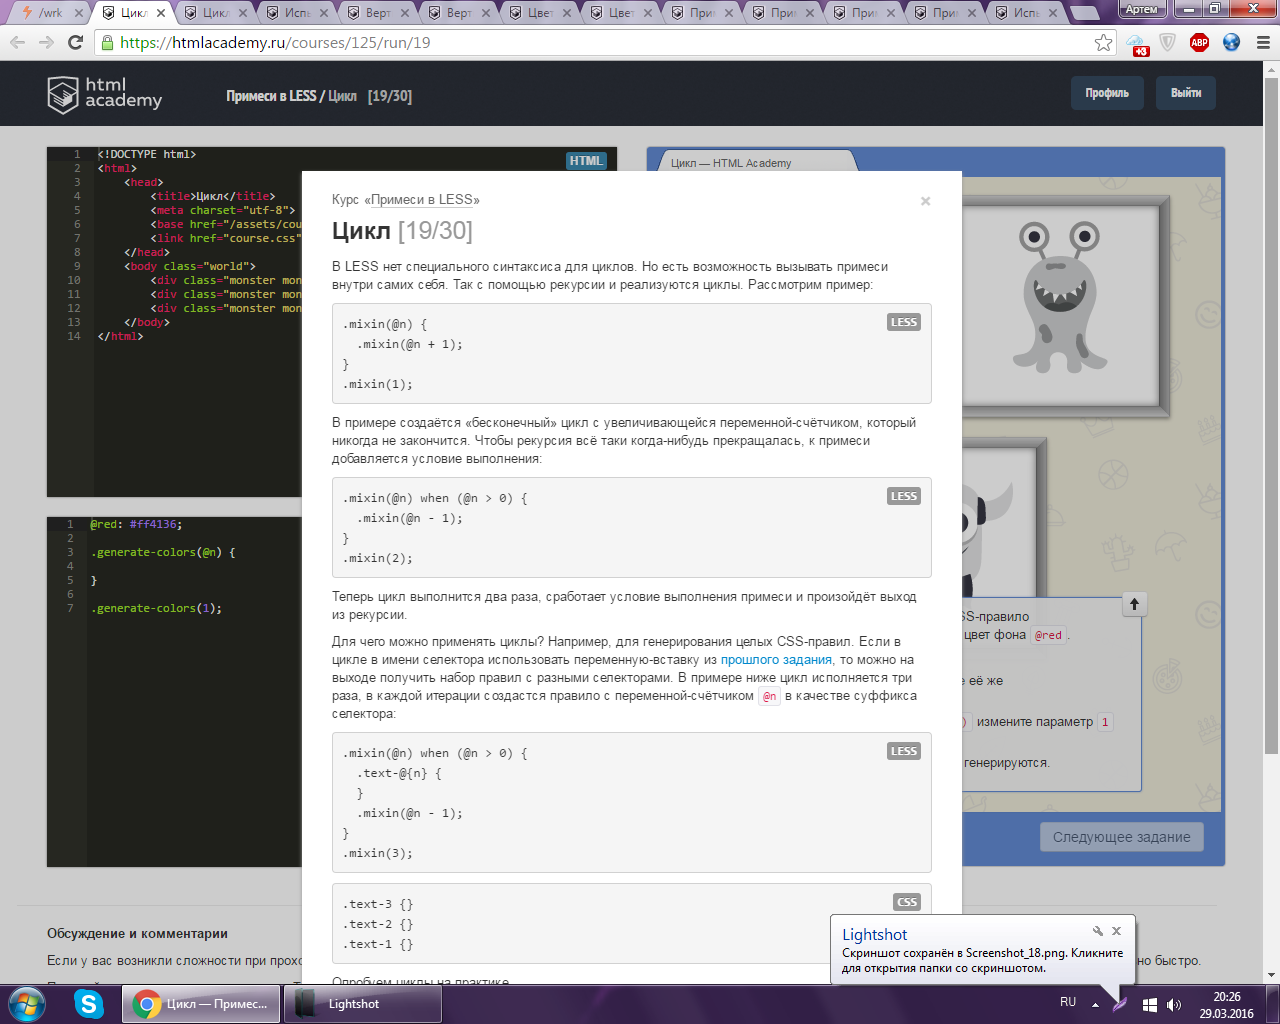 /wrk
Цикл
Цикл
Испы
Верт
Верт
Цвет
Цвет
При
При
При
При
Испы
Артем
https://htmlacademy.ru/courses/125/run/19
+3
ABP
html
academy
Примеси в LESS / Цикл [19/30]
Профиль
Выйти
HTML
1 <!DOCTYPE html>
2 <html>
3 <head>
4 <title>Цикл</title>
5 <meta charset="utf-8">
6 <base href="/assets/cou
7 <link href="course.css"
8 </head>
9 <body class="world">
10 <div class="monster mon
11 <div class="monster mon
12 <div class="monster mon
13 </body>
14 </html>
1 @red: #ff4136;
2
3 .generate-colors(@n) {
4
5 }
6
7 .generate-colors(1);
Курс «Примеси в LESS»
×
Цикл [19/30]
В LESS нет специального синтаксиса для циклов. Но есть возможность вызывать примеси
внутри самих себя. Так с помощью рекурсии и реализуются циклы. Рассмотрим пример:
LESS
.mixin(@n) {
.mixin(@n + 1);
}
.mixin(1);
В примере создаётся «бесконечный» цикл с увеличивающейся переменной-счётчиком, который
никогда не закончится. Чтобы рекурсия всё таки когда-нибудь прекращалась, к примеси
добавляется условие выполнения:
LESS
.mixin(@n) when (@n > 0) {
.mixin(@n - 1);
}
.mixin(2);
Теперь цикл выполнится два раза, сработает условие выполнения примеси и произойдёт выход
из рекурсии.
Для чего можно применять циклы? Например, для генерирования целых CSS-правил. Если в
цикле в имени селектора использовать переменную-вставку из прошлого задания, то можно на
выходе получить набор правил с разными селекторами. В примере ниже цикл исполняется три
раза, в каждой итерации создастся правило с переменной-счётчиком @n в качестве суффикса
селектора:
LESS
.mixin(@n) when (@n > 0) {
.text-@{n} {
}
.mixin(@n - 1);
}
.mixin(3);
CSS
.text-3 {}
.text-2 {}
.text-1 {}
Опробуем циклы на практике
Цикл — HTML Academy
SS-правило
цвет фона @red.
е её же
) измените параметр 1
генерируются.
Следующее задание
Обсуждение и комментарии
Если у вас возникли сложности при прохо
но быстро.
Lightshot
Скриншот сохранён в Screenshot_18.png. Кликните
для открытия папки со скриншотом.
Цикл — Примес...
Lightshot
RU
20:26
29.03.2016